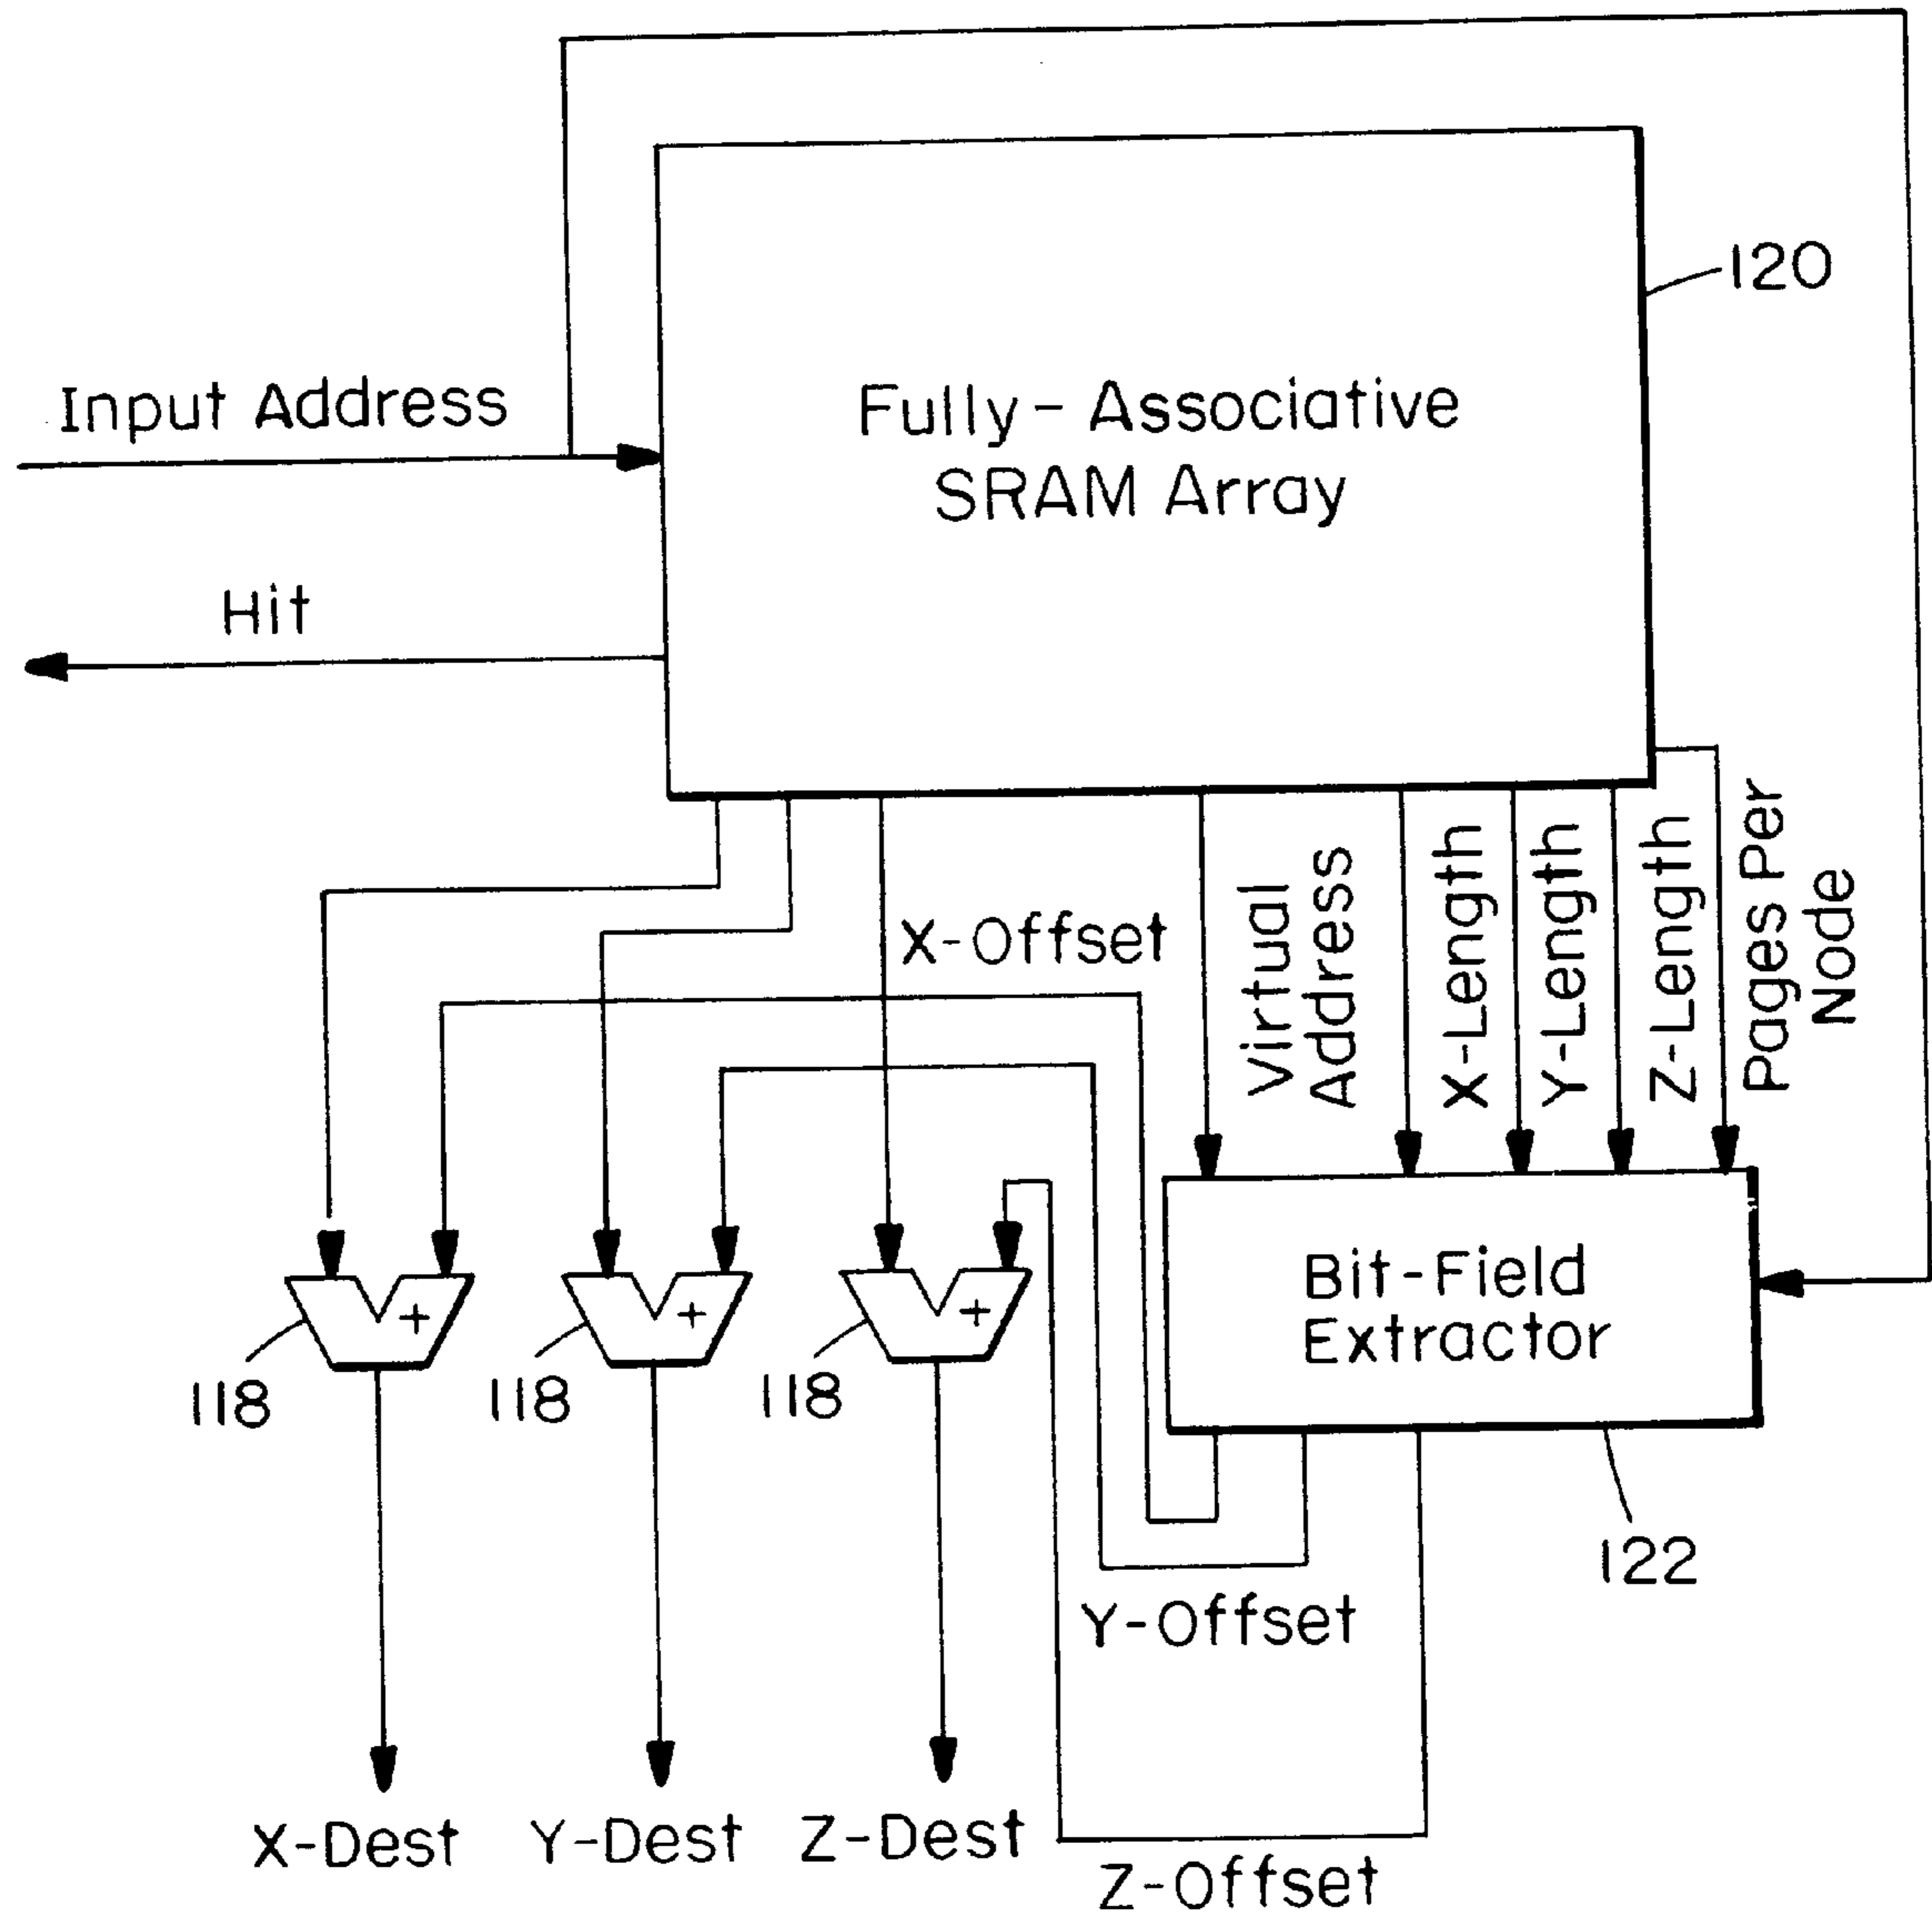 120
Input Address
Fully-Associative
SRAM Array
Hit
X-Offset
Virtual
Address
X-Length
Y-Length
Z-Length
Pages Per
Node
+
+
+
118
118
118
Bit-Field
Extractor
122
Y-Offset
X-Dest
Y-Dest
Z-Dest
Z-Offset